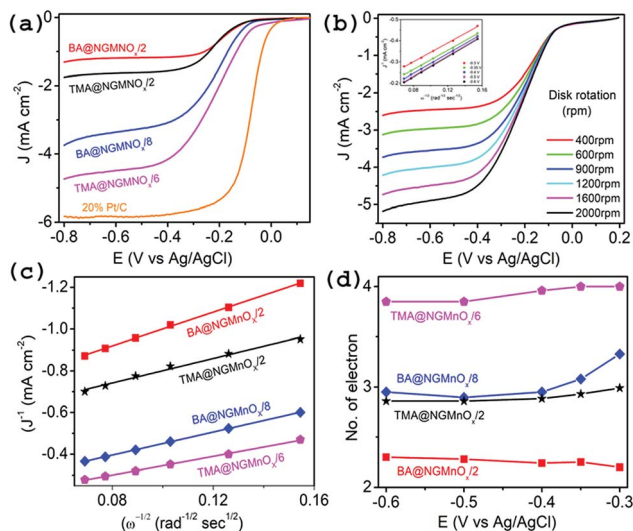 (a)
0
-2
-4
-6
J (mA cm⁻²)
BA@NGMNOₓ/2
TMA@NGMNOₓ/2
BA@NGMNOₓ/8
TMA@NGMNOₓ/6
20% Pt/C
-0.8 -0.6 -0.4 -0.2 0.0
E (V vs Ag/AgCl)
(b)
0
-1
-2
-3
-4
-5
J (mA cm⁻²)
0.08 0.12 0.16
Disk rotation
(rpm)
400rpm
600rpm
900rpm
1200rpm
1600rpm
2000rpm
-0.8 -0.6 -0.4 -0.2 0.0 0.2
E (V vs Ag/AgCl)
(c)
-1.2
-1.0
-0.8
-0.6
-0.4
(J⁻¹ (mA cm⁻²)
BA@NGMnOₓ/2
TMA@NGMnOₓ/2
BA@NGMnOₓ/8
TMA@NGMnOₓ/6
0.08 0.12 0.16
(ω⁻¹/² (rad⁻¹/² sec¹/²)
(d)
4
3
2
No. of electron
TMA@NGMnOₓ/6
BA@NGMnOₓ/8
TMA@NGMnOₓ/2
BA@NGMnOₓ/2
-0.6 -0.5 -0.4 -0.3
E (V vs Ag/AgCl)